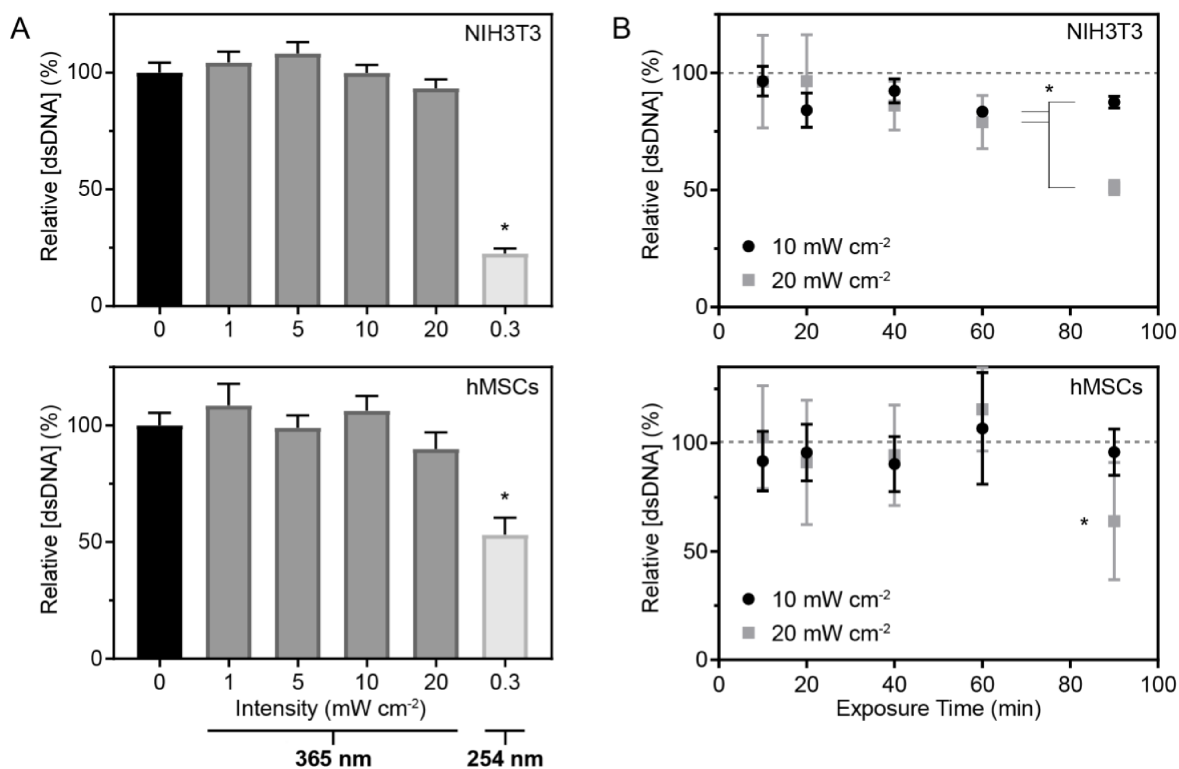 A
NIH3T3
Relative [dsDNA] (%)
100
50
0
*
0 1 5 10 20 0.3
hMSCs
Relative [dsDNA] (%)
100
50
0
*
0 1 5 10 20 0.3
Intensity (mW cm⁻²)
365 nm 254 nm
B
NIH3T3
Relative [dsDNA] (%)
100
50
0
*
10 mW cm⁻²
20 mW cm⁻²
0 20 40 60 80 100
hMSCs
Relative [dsDNA] (%)
100
50
0
*
10 mW cm⁻²
20 mW cm⁻²
0 20 40 60 80 100
Exposure Time (min)